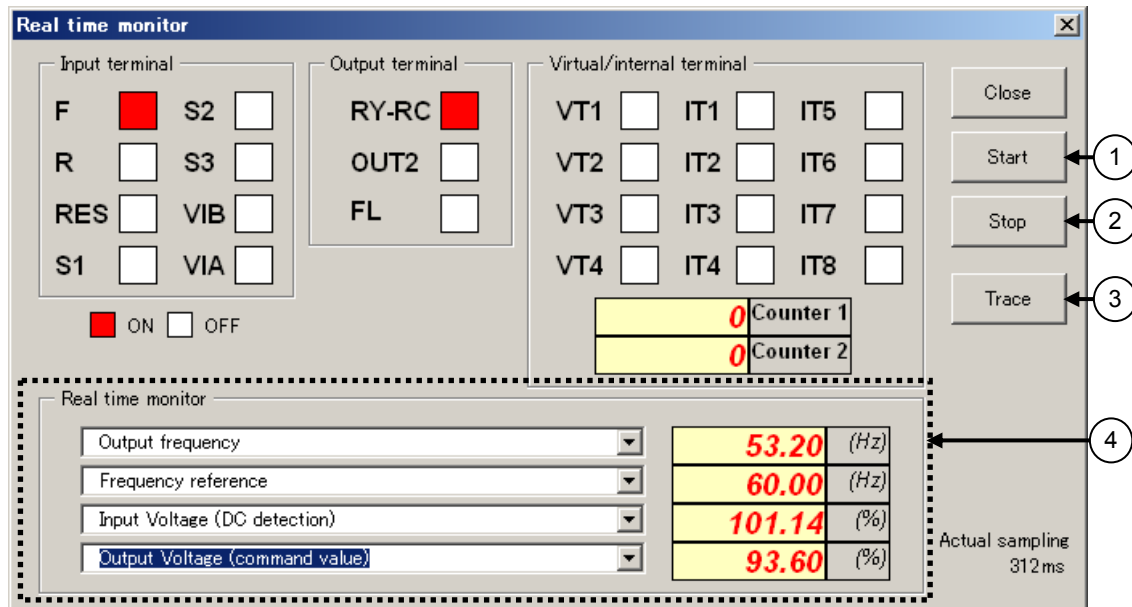 Real time monitor
Input terminal
F S2
R S3
RES VIB
S1 VIA
ON OFF
Output terminal
RY-RC
OUT2
FL
Virtual/internal terminal
VT1 IT1 IT5
VT2 IT2 IT6
VT3 IT3 IT7
VT4 IT4 IT8
0 Counter 1
0 Counter 2
Close
Start 1
Stop 2
Trace 3
Real time monitor
Output frequency 53.20 (Hz)
Frequency reference 60.00 (Hz)
Input Voltage (DC detection) 101.14 (%)
Output Voltage (command value) 93.60 (%)
4
Actual sampling
312 ms